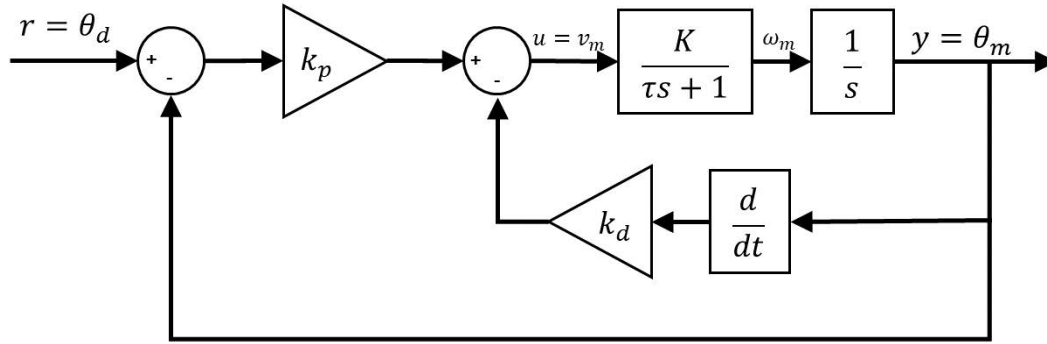 r = θ_d
+
-
k_p
+
-
u = v_m
K
τs + 1
ω_m
1
s
y = θ_m
k_d
d
dt